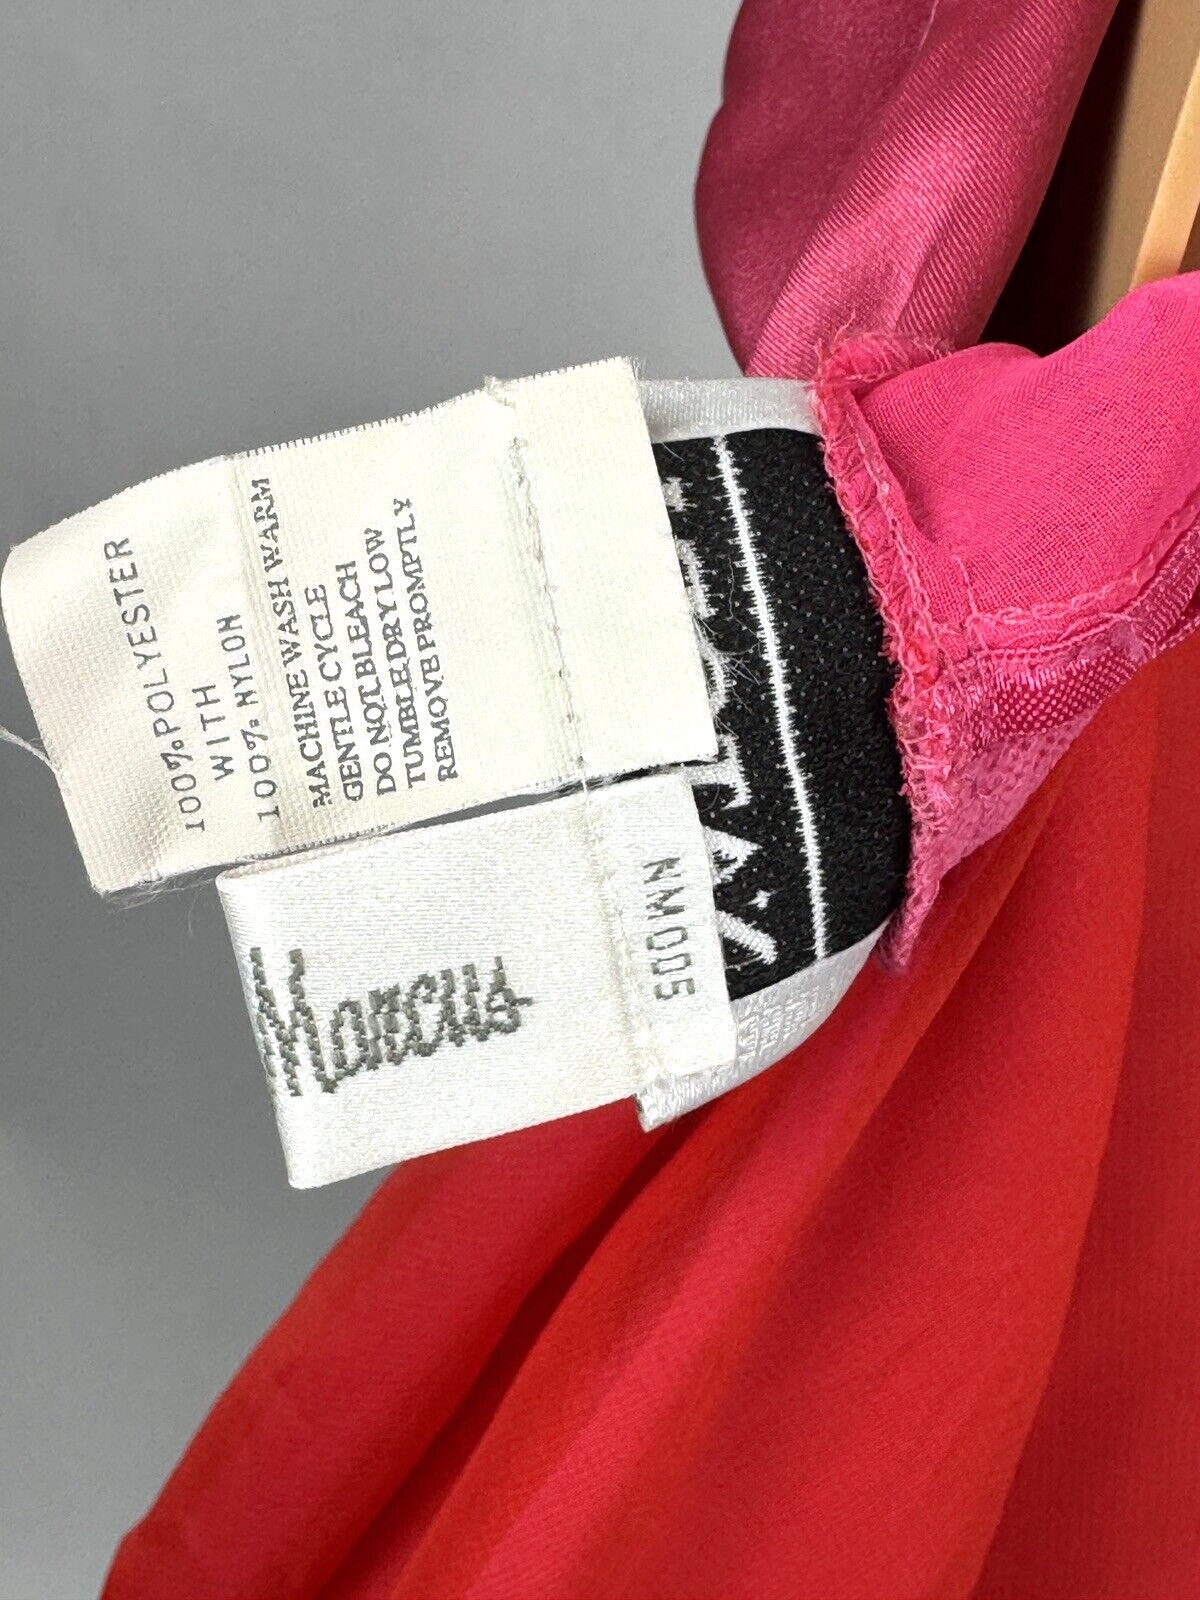 100% POLYESTER
WITH
100% NYLON
MACHINE WASH WARM
GENTLE CYCLE
DO NOT BLEACH
TUMBLE DRY LOW
REMOVE PROMPTLY
Marcus
NM005